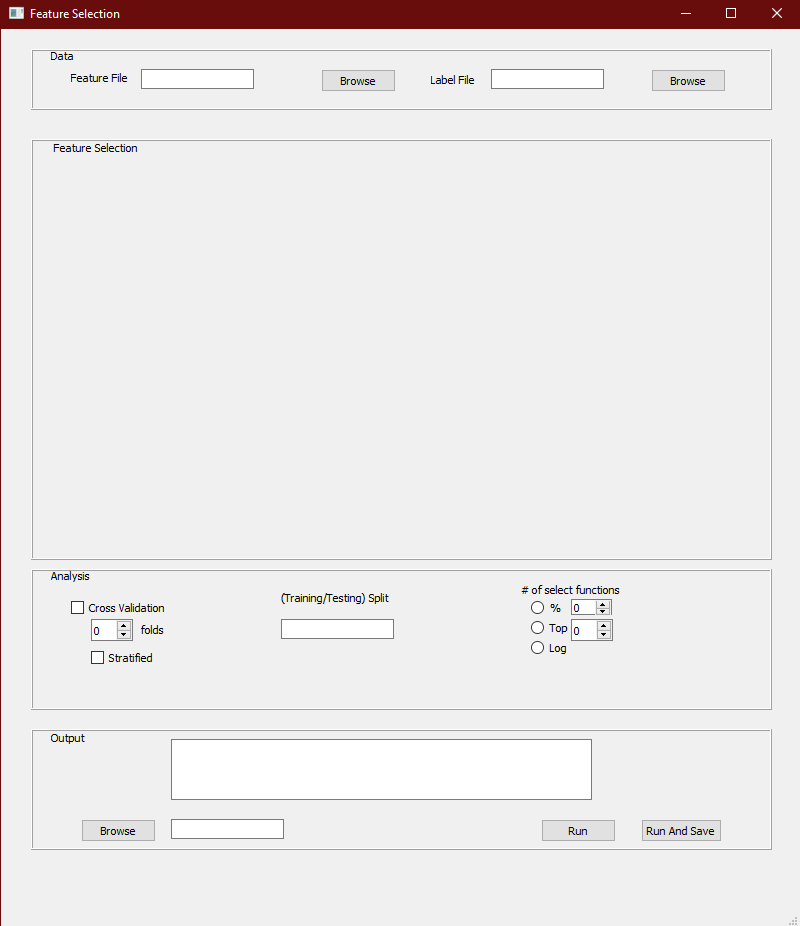 Feature Selection
Data
Feature File Browse Label File Browse
Feature Selection
Analysis
Cross Validation
0 folds
Stratified
(Training/Testing) Split
# of select functions
% 0
Top 0
Log
Output
Browse Run Run And Save